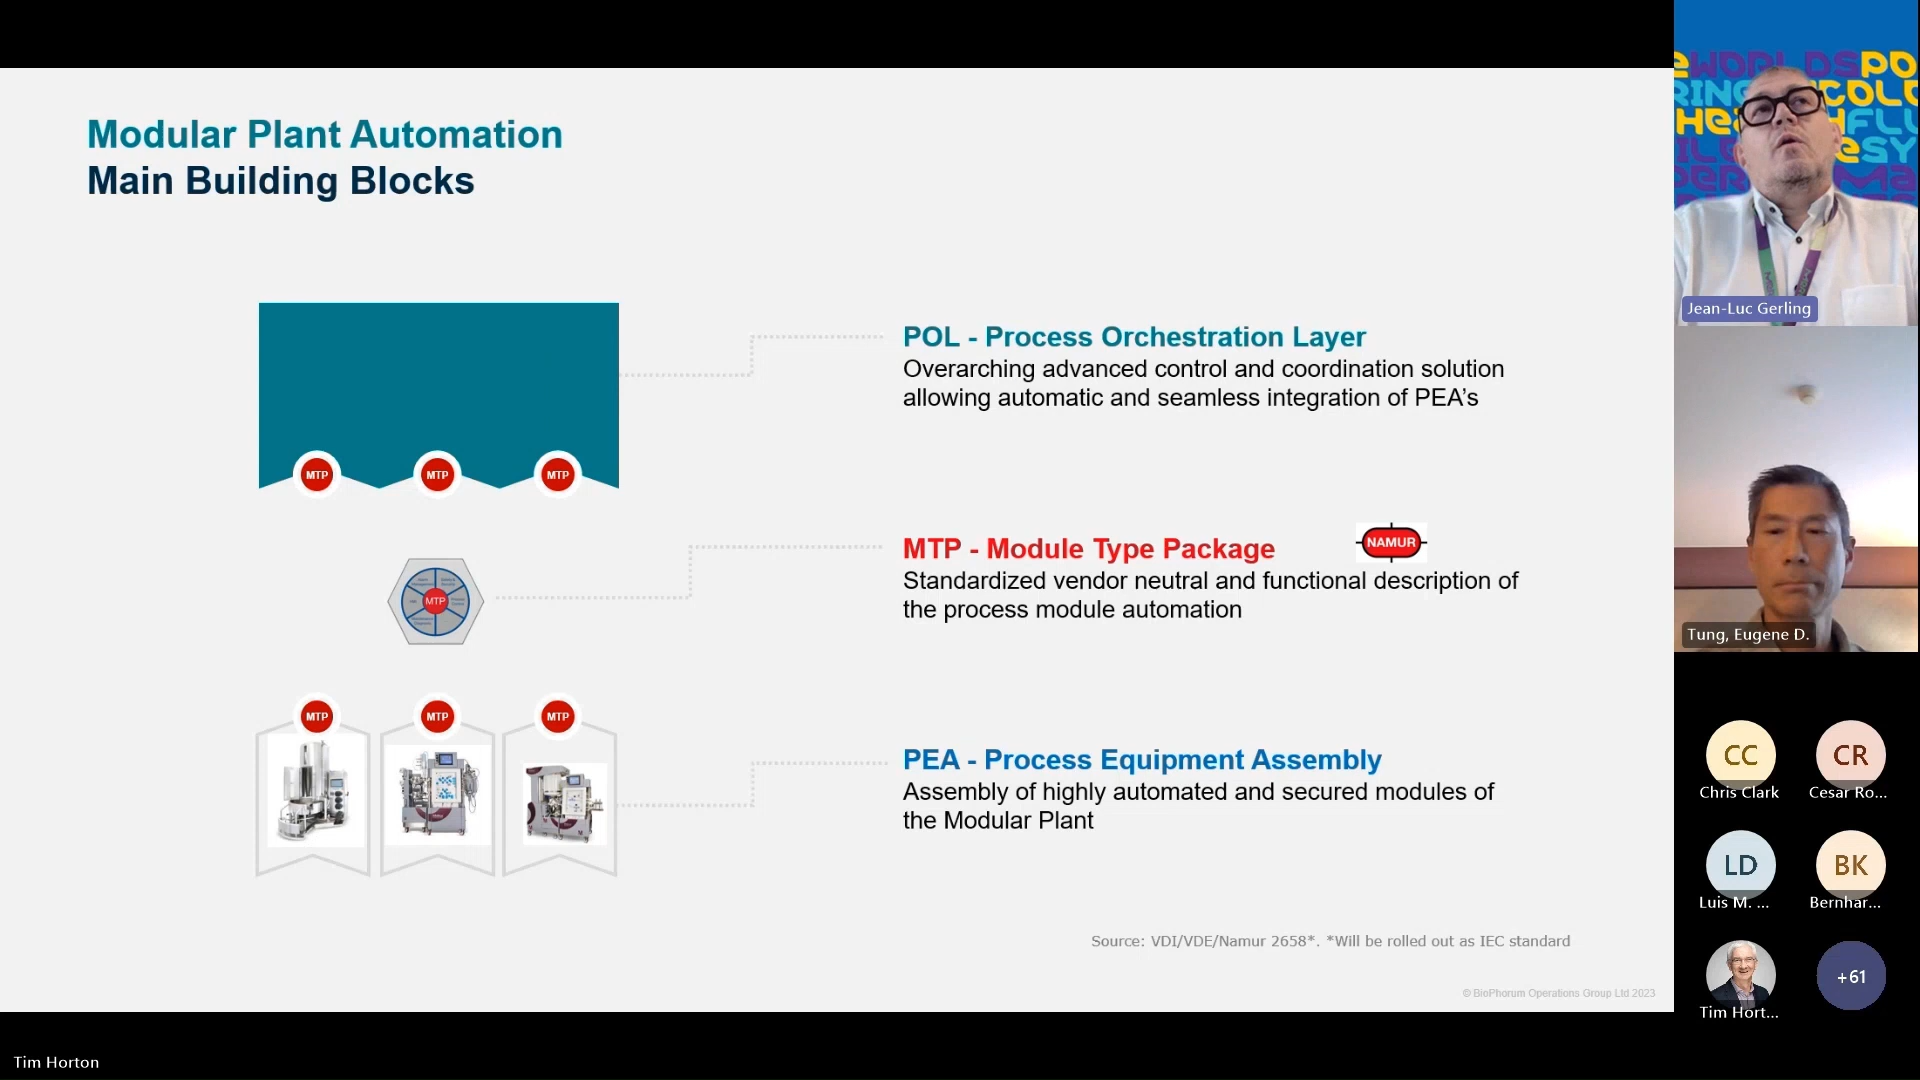 Modular Plant Automation
Main Building Blocks
MTP
MTP
MTP
POL - Process Orchestration Layer
Overarching advanced control and coordination solution
allowing automatic and seamless integration of PEA’s
MTP
MTP - Module Type Package
NAMUR
Standardized vendor neutral and functional description of
the process module automation
MTP
MTP
MTP
PEA - Process Equipment Assembly
Assembly of highly automated and secured modules of
the Modular Plant
Source: VDI/VDE/Namur 2658*. *Will be rolled out as IEC standard
© BioPhorum Operations Group Ltd 2023
Tim Horton
Jean-Luc Gerling
Tung, Eugene D.
CC
Chris Clark
CR
Cesar Ro...
LD
Luis M. ...
BK
Bernhar...
Tim Hort...
+61